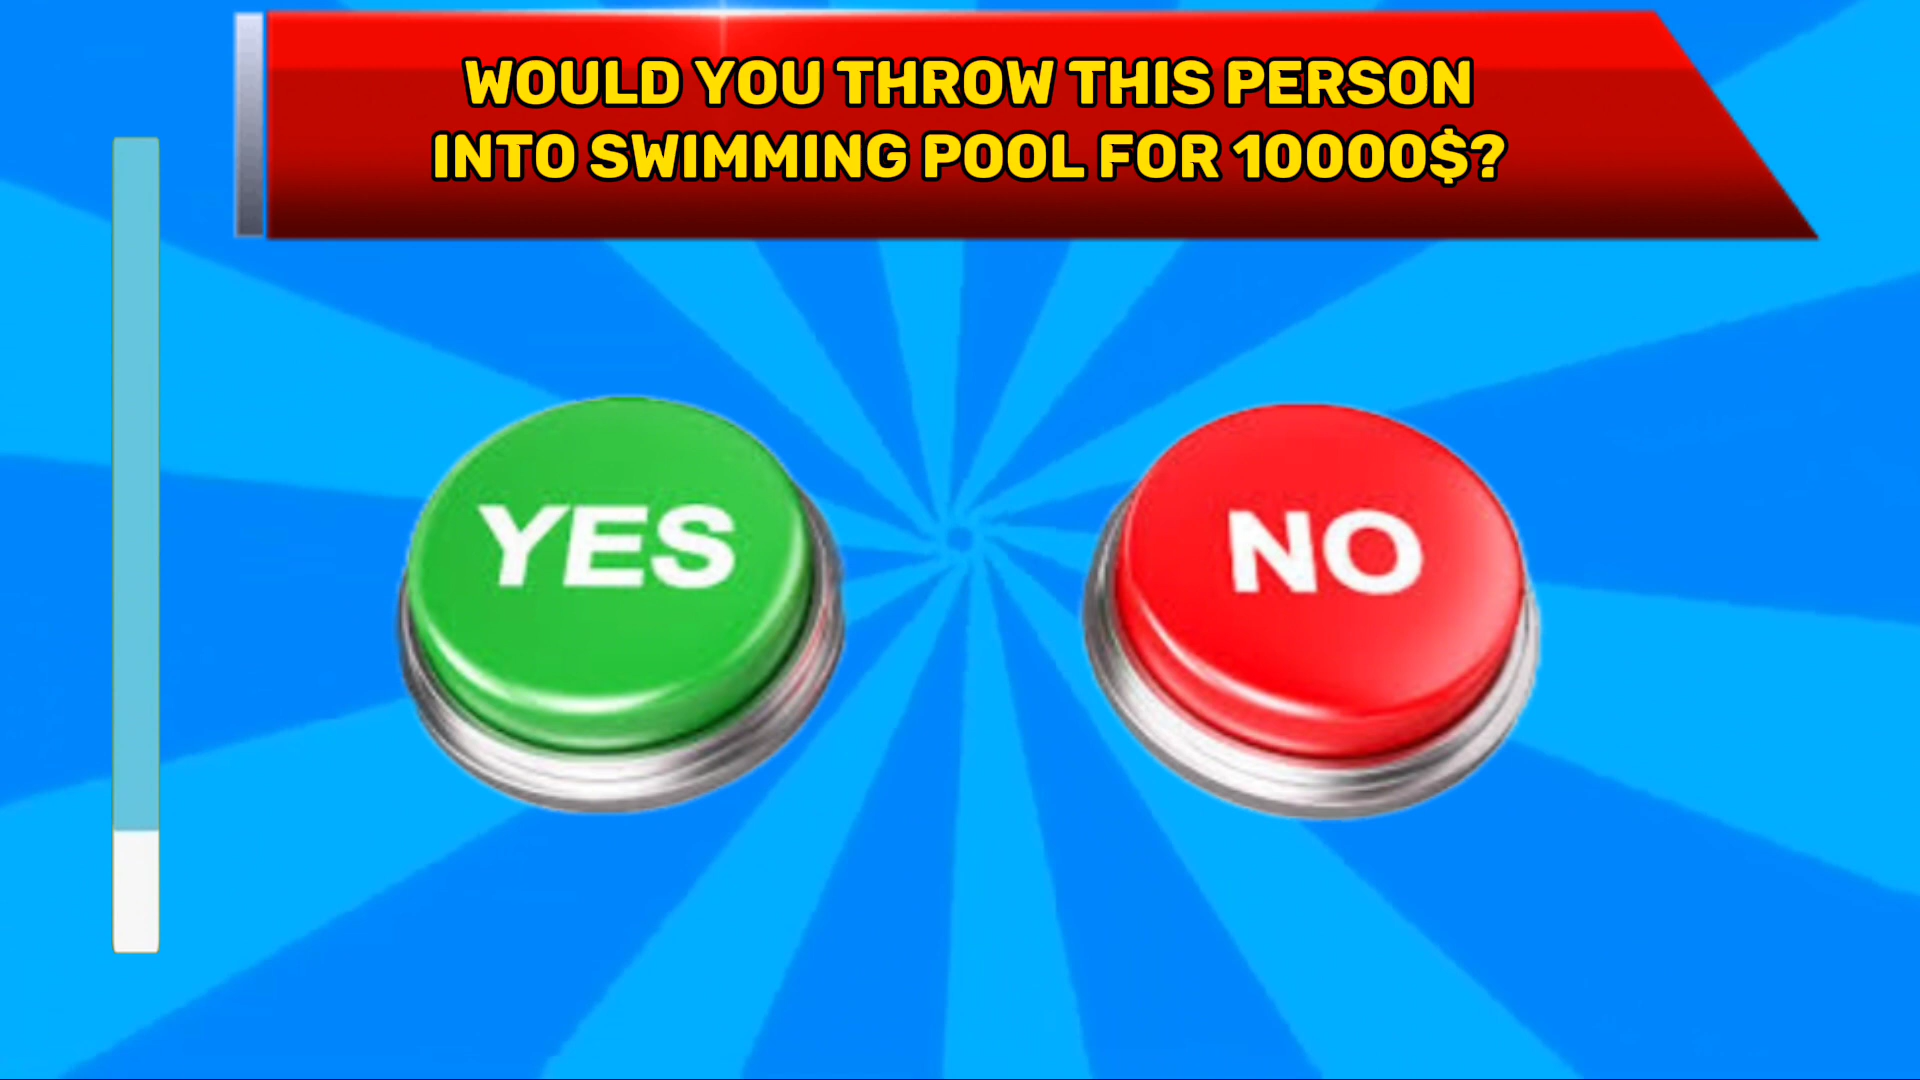 WOULD YOU THROW THIS PERSON
INTO SWIMMING POOL FOR 10000$?
YES
NO